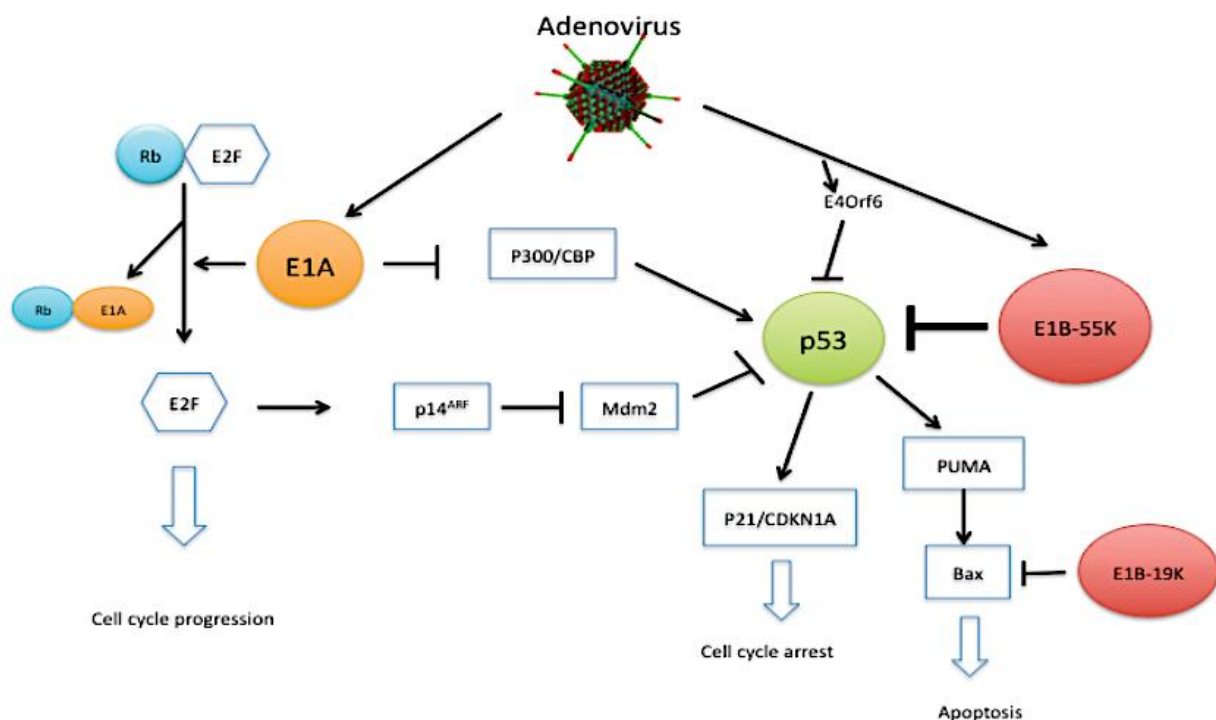 Adenovirus
Rb
E2F
E4Orf6
E1A
P300/CBP
Rb
E1A
p53
E1B-55K
E2F
p14ᴬᴿᶠ
Mdm2
PUMA
P21/CDKN1A
Bax
E1B-19K
Cell cycle progression
Cell cycle arrest
Apoptosis